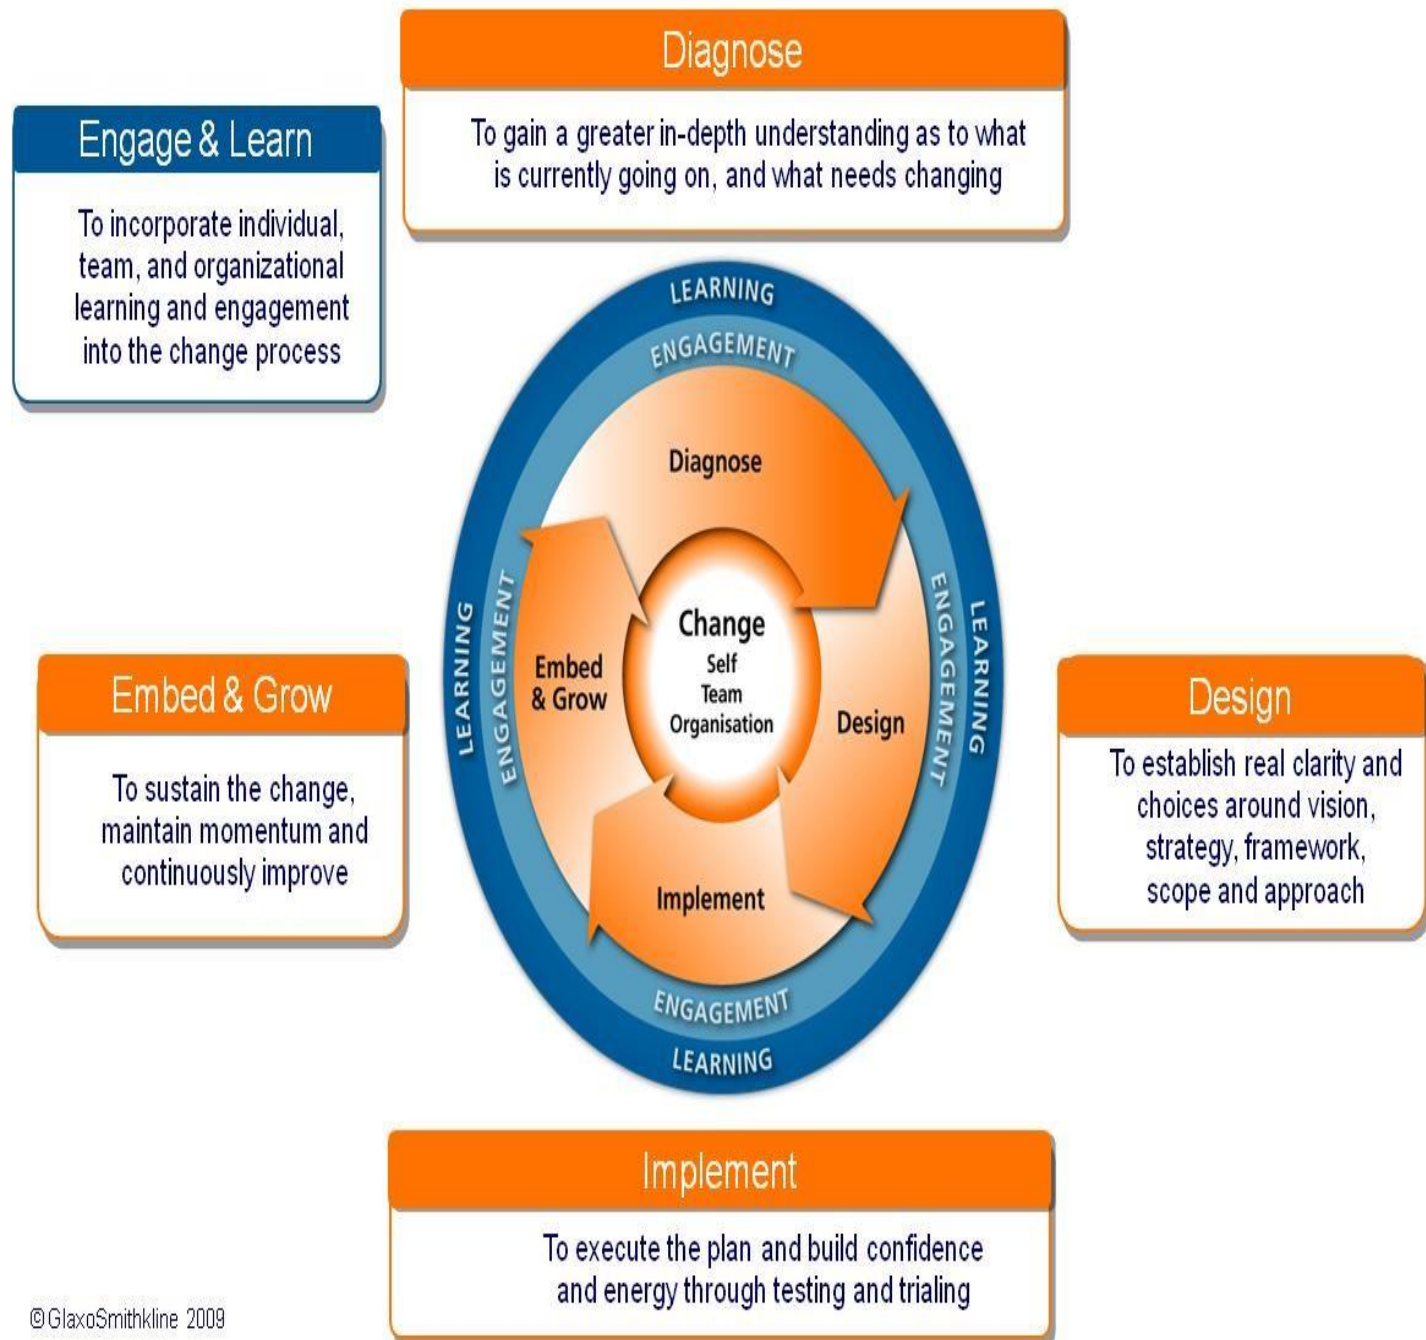 Diagnose
To gain a greater in-depth understanding as to what
is currently going on, and what needs changing
Engage & Learn
To incorporate individual,
team, and organizational
learning and engagement
into the change process
LEARNING
ENGAGEMENT
Diagnose
LEARNING
ENGAGEMENT
Embed
& Grow
Change
Self
Team
Organisation
Design
ENGAGEMENT
LEARNING
Implement
ENGAGEMENT
LEARNING
Embed & Grow
To sustain the change,
maintain momentum and
continuously improve
Design
To establish real clarity and
choices around vision,
strategy, framework,
scope and approach
Implement
To execute the plan and build confidence
and energy through testing and trialing
© GlaxoSmithkline 2009